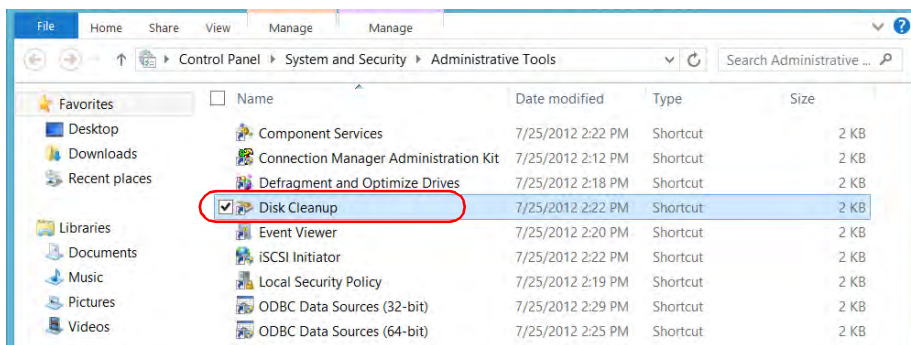 File Home Share View Manage Manage
Control Panel System and Security Administrative Tools Search Administrative ...
Favorites
Desktop
Downloads
Recent places
Libraries
Documents
Music
Pictures
Videos
Name Date modified Type Size
Component Services 7/25/2012 2:22 PM Shortcut 2 KB
Connection Manager Administration Kit 7/25/2012 2:12 PM Shortcut 2 KB
Defragment and Optimize Drives 7/25/2012 2:18 PM Shortcut 2 KB
Disk Cleanup 7/25/2012 2:22 PM Shortcut 2 KB
Event Viewer 7/25/2012 2:20 PM Shortcut 2 KB
iSCSI Initiator 7/25/2012 2:22 PM Shortcut 2 KB
Local Security Policy 7/25/2012 2:19 PM Shortcut 2 KB
ODBC Data Sources (32-bit) 7/25/2012 2:29 PM Shortcut 2 KB
ODBC Data Sources (64-bit) 7/25/2012 2:25 PM Shortcut 2 KB